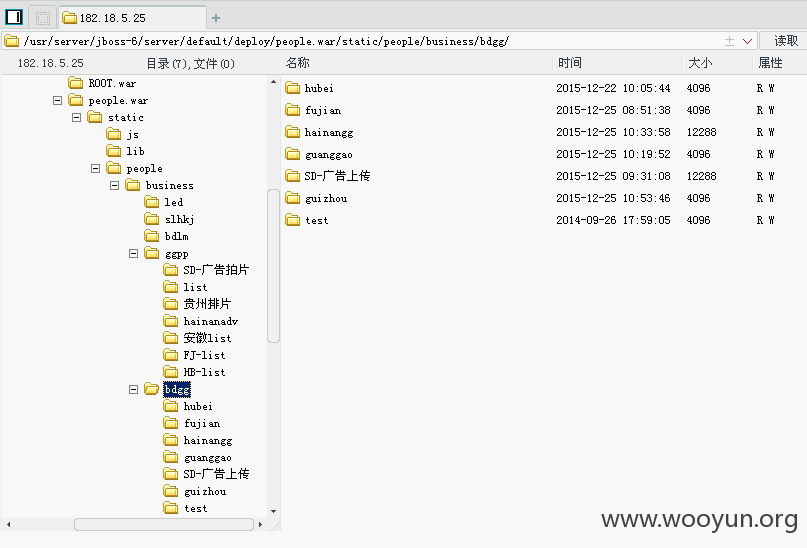 182.18.5.25
/usr/server/jboss-6/server/default/deploy/people.war/static/people/business/bdgg/
读取
182.18.5.25
目录(7),文件(0)
名称
时间
大小
属性
ROOT.war
people.war
static
js
lib
people
business
led
slhkj
bdlm
ggpp
SD-广告拍片
list
贵州排片
hainanadv
安徽list
FJ-list
HB-list
bdgg
hubei
fujian
hainangg
guanggao
SD-广告上传
guizhou
test
hubei 2015-12-22 10:05:44 4096 R W
fujian 2015-12-25 08:51:38 4096 R W
hainangg 2015-12-25 10:33:58 12288 R W
guanggao 2015-12-25 10:19:52 4096 R W
SD-广告上传 2015-12-25 09:31:08 12288 R W
guizhou 2015-12-25 10:53:46 4096 R W
test 2014-09-26 17:59:05 4096 R W
www.wooyun.org